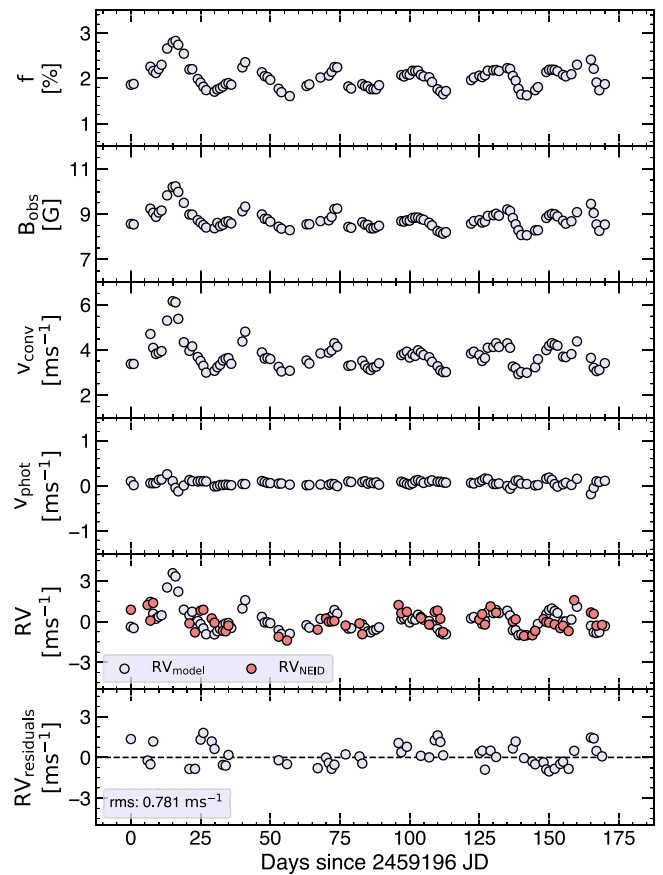 f
[%]
3
2
1
B_obs
[G]
11
9
7
v_conv
[ms⁻¹]
6
4
2
v_phot
[ms⁻¹]
1
0
−1
RV
[ms⁻¹]
3
0
−3
RV_model RV_NEID
RV_residuals
[ms⁻¹]
3
0
−3
rms: 0.781 ms⁻¹
0 25 50 75 100 125 150 175
Days since 2459196 JD